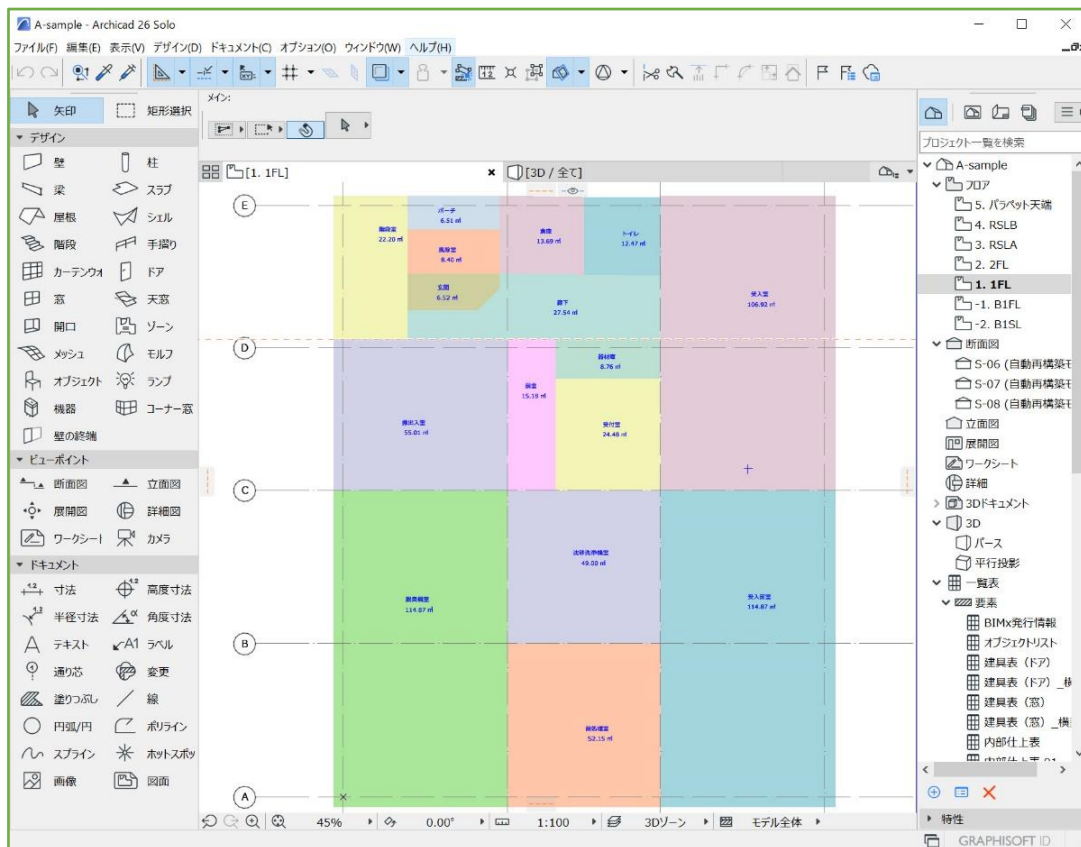 A-sample - Archicad 26 Solo
ファイル(F) 編集(E) 表示(V) デザイン(D) ドキュメント(C) オプション(O) ウィンドウ(W) ヘルプ(H)
メイン:
矢印 矩形選択
デザイン
壁 柱
梁 スラブ
屋根 シェル
階段 手摺り
カーテンウォ ドア
窓 天窓
開口 ゾーン
メッシュ モルフ
オブジェクト ランプ
機器 コーナー窓
壁の終端
ビューポイント
断面図 立面図
展開図 詳細図
ワークシート カメラ
ドキュメント
寸法 高度寸法
半径寸法 角度寸法
テキスト A1 ラベル
通り芯 変更
塗りつぶし 線
円弧/円 ポリライン
スプライン ホットスポッ
画像 図面
[1. 1FL] [3D / 全て]
E
D
C
B
A
階段室
22.20 ㎡
ポーチ
6.51 ㎡
風除室
8.40 ㎡
玄関
6.52 ㎡
倉庫
13.69 ㎡
トイレ
12.47 ㎡
廊下
27.54 ㎡
受入室
106.92 ㎡
搬出入室
55.01 ㎡
前室
15.18 ㎡
器材庫
8.76 ㎡
受付室
24.48 ㎡
114.87 ㎡
49.00 ㎡
114.87 ㎡
前処理室
52.15 ㎡
45% 0.00° 1:100 3Dゾーン モデル全体
プロジェクト一覧を検索
A-sample
フロア
5. パラペット天端
4. RSLB
3. RSLA
2. 2FL
1. 1FL
-1. B1FL
-2. B1SL
断面図
S-06 (自動再構築モ
S-07 (自動再構築モ
S-08 (自動再構築モ
立面図
展開図
ワークシート
詳細
3Dドキュメント
3D
パース
平行投影
一覧表
要素
BIMx発行情報
オブジェクトリスト
建具表（ドア）
建具表（ドア）_横
建具表（窓）
建具表（窓）_横
内部仕上表
特性
GRAPHISOFT ID